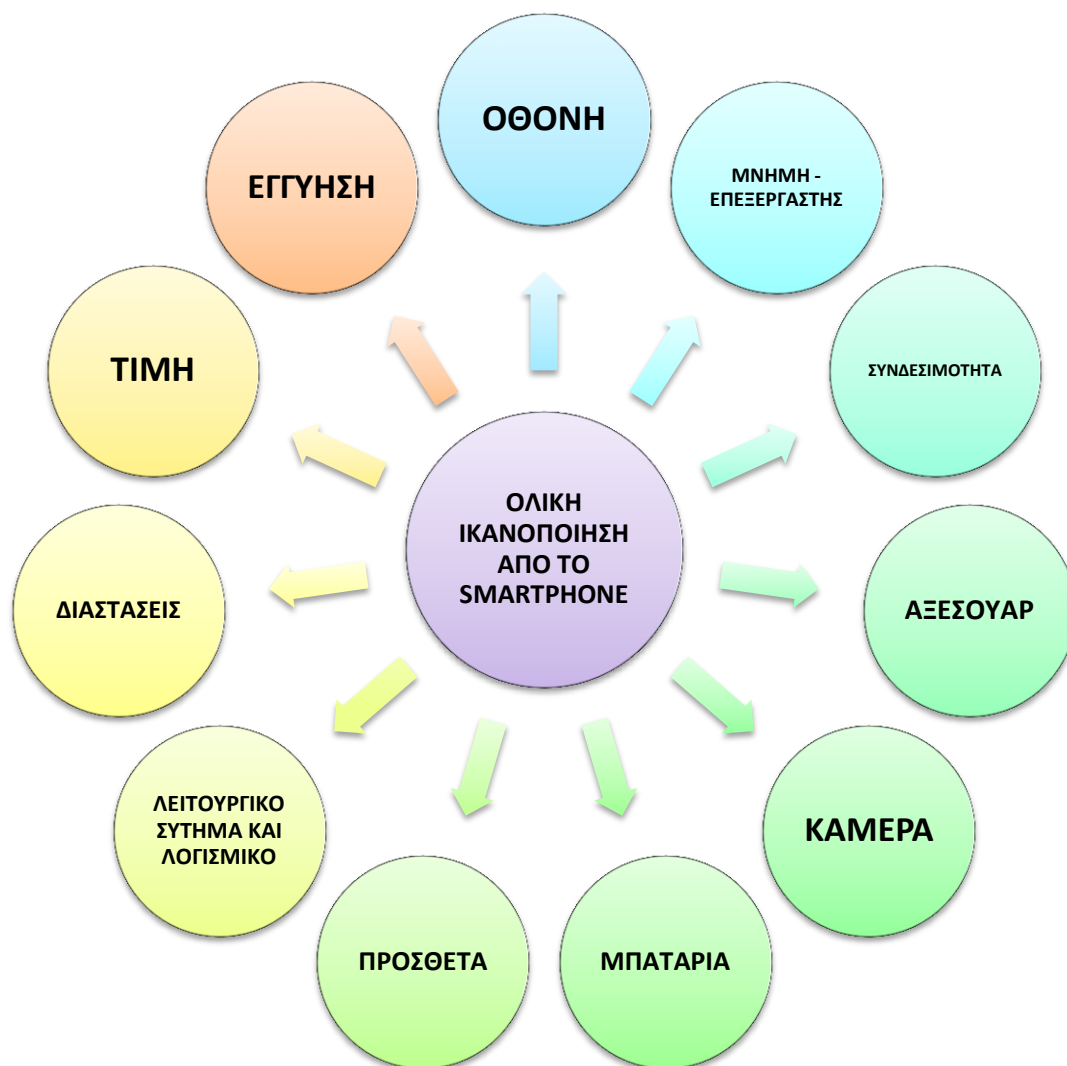 ΟΘΟΝΗ
ΜΝΗΜΗ -
ΕΠΕΞΕΡΓΑΣΤΗΣ
ΣΥΝΔΕΣΙΜΟΤΗΤΑ
ΑΞΕΣΟΥΑΡ
ΚΑΜΕΡΑ
ΜΠΑΤΑΡΙΑ
ΠΡΟΣΘΕΤΑ
ΛΕΙΤΟΥΡΓΙΚΟ
ΣΥΤΗΜΑ ΚΑΙ
ΛΟΓΙΣΜΙΚΟ
ΔΙΑΣΤΑΣΕΙΣ
ΤΙΜΗ
ΕΓΓΥΗΣΗ
ΟΛΙΚΗ
ΙΚΑΝΟΠΟΙΗΣΗ
ΑΠΟ ΤΟ
SMARTPHONE